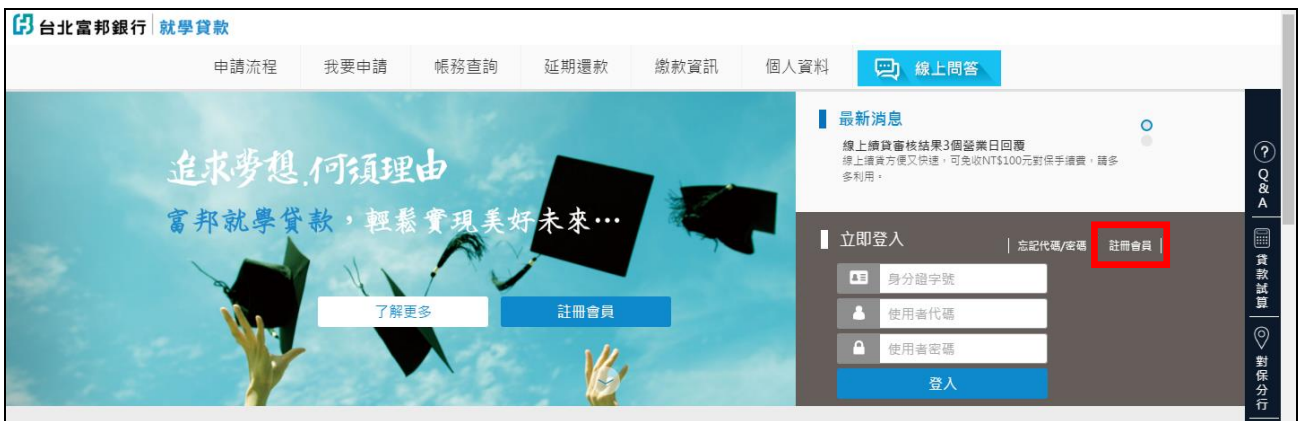 台北富邦銀行 就學貸款
申請流程 我要申請 帳務查詢 延期還款 繳款資訊 個人資料 線上問答
追求夢想.何須理由
富邦就學貸款，輕鬆實現美好未來…
了解更多 註冊會員
最新消息
線上續貸審核結果3個營業日回覆
線上續貸方便又快速，可免收NT$100元對保手續費，請多
多利用。
立即登入 忘記代碼/密碼 註冊會員
身分證字號
使用者代碼
使用者密碼
登入
Q&A
貸款試算
對保分行